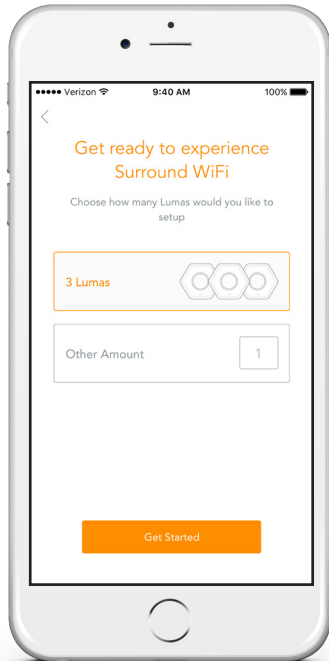 Verizon 9:40 AM 100%
Get ready to experience
Surround WiFi
Choose how many Lumas would you like to
setup
3 Lumas
Other Amount 1
Get Started